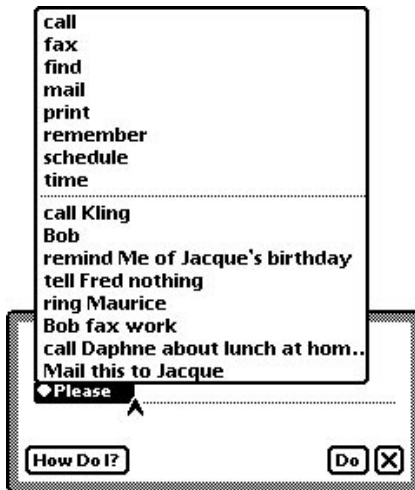 call
fax
find
mail
print
remember
schedule
time
call Kling
Bob
remind Me of Jacque's birthday
tell Fred nothing
ring Maurice
Bob fax work
call Daphne about lunch at hom..
Mail this to Jacque
Please
How Do I?
Do